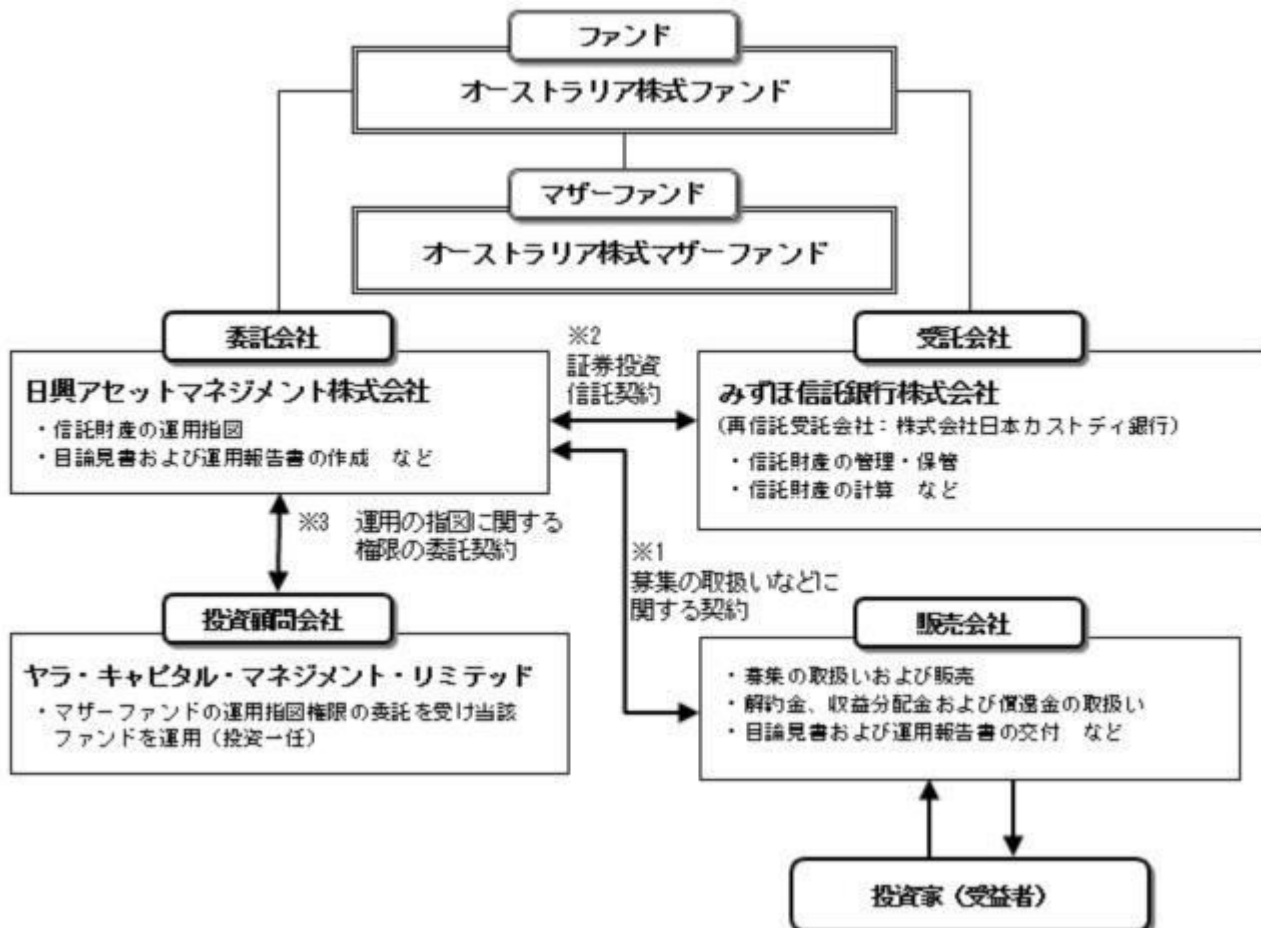 ファンド
オーストラリア株式ファンド
マザーファンド
オーストラリア株式マザーファンド
委託会社
日興アセットマネジメント株式会社
・信託財産の運用指図
・目論見書および運用報告書の作成　など
※2
証券投資
信託契約
受託会社
みずほ信託銀行株式会社
(再信託受託会社：株式会社日本カストディ銀行)
・信託財産の管理・保管
・信託財産の計算　など
※3　運用の指図に関する
権限の委託契約
※1
募集の取扱いなどに
関する契約
投資顧問会社
ヤラ・キャピタル・マネジメント・リミテッド
・マザーファンドの運用指図権限の委託を受け当該
ファンドを運用（投資一任）
販売会社
・募集の取扱いおよび販売
・解約金、収益分配金および償還金の取扱い
・目論見書および運用報告書の交付　など
投資家（受益者）